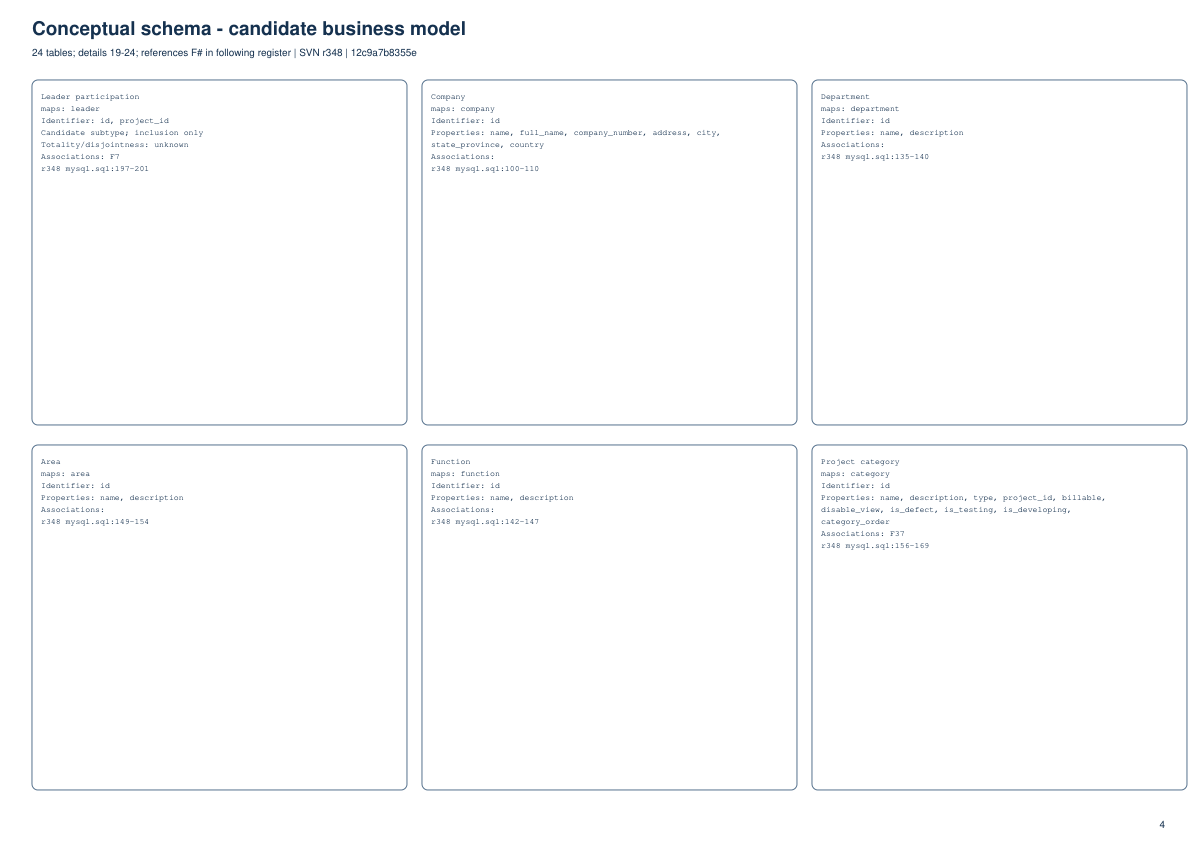 Conceptual schema - candidate business model
24 tables; details 19-24; references F# in following register | SVN r348 | 12c9a7b8355e
Leader participation
maps: leader
Identifier: id, project_id
Candidate subtype; inclusion only
Totality/disjointness: unknown
Associations: F7
r348 mysql.sql:197-201
Company
maps: company
Identifier: id
Properties: name, full_name, company_number, address, city,
state_province, country
Associations:
r348 mysql.sql:100-110
Department
maps: department
Identifier: id
Properties: name, description
Associations:
r348 mysql.sql:135-140
Area
maps: area
Identifier: id
Properties: name, description
Associations:
r348 mysql.sql:149-154
Function
maps: function
Identifier: id
Properties: name, description
Associations:
r348 mysql.sql:142-147
Project category
maps: category
Identifier: id
Properties: name, description, type, project_id, billable,
disable_view, is_defect, is_testing, is_developing,
category_order
Associations: F37
r348 mysql.sql:156-169
4